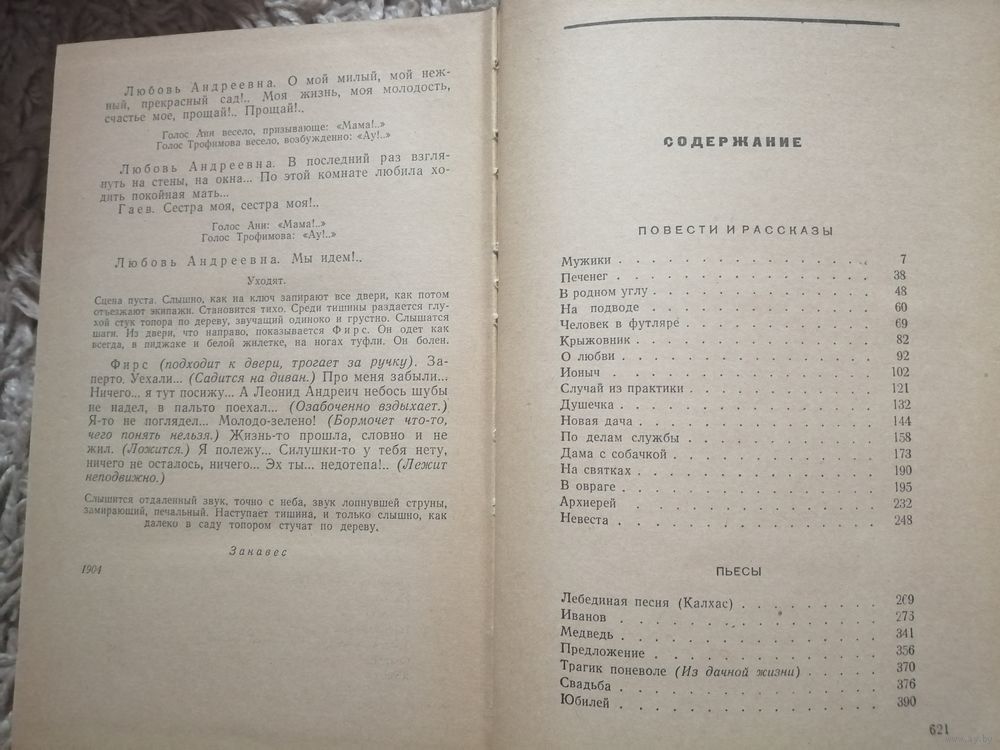 Любовь Андреевна. О мой милый, мой неж-
ный, прекрасный сад!.. Моя жизнь, моя молодость,
счастье мое, прощай!.. Прощай!..
Голос Ани весело, призывающе: «Мама!..»
Голос Трофимова весело, возбужденно: «Ау!..»
Любовь Андреевна. В последний раз взгля-
нуть на стены, на окна... По этой комнате любила хо-
дить покойная мать...
Гаев. Сестра моя, сестра моя!..
Голос Ани: «Мама!..»
Голос Трофимова: «Ау!..»
Любовь Андреевна. Мы идем!..
Уходят.
Сцена пуста. Слышно, как на ключ запирают все двери, как потом
отъезжают экипажи. Становится тихо. Среди тишины раздается глу-
хой стук топора по дереву, звучащий одиноко и грустно. Слышатся
шаги. Из двери, что направо, показывается Фирс. Он одет как
всегда, в пиджаке и белой жилетке, на ногах туфли. Он болен.
Фирс (подходит к двери, трогает за ручку). За-
перто. Уехали... (Садится на диван.) Про меня забыли...
Ничего... я тут посижу... А Леонид Андреич небось шубы
не надел, в пальто поехал... (Озабоченно вздыхает.)
Я-то не поглядел... Молодо-зелено! (Бормочет что-то,
чего понять нельзя.) Жизнь-то прошла, словно и не
жил. (Ложится.) Я полежу... Силушки-то у тебя нету,
ничего не осталось, ничего... Эх ты... недотепа!.. (Лежит
неподвижно.)
Слышится отдаленный звук, точно с неба, звук лопнувшей струны,
замирающий, печальный. Наступает тишина, и только слышно, как
далеко в саду топором стучат по дереву.
Занавес
1904
СОДЕРЖАНИЕ
ПОВЕСТИ И РАССКАЗЫ
Мужики . . . . . . . . . . . 7
Печенег . . . . . . . . . . . 38
В родном углу . . . . . . . . . 48
На подводе . . . . . . . . . . 60
Человек в футляре . . . . . . . . 69
Крыжовник . . . . . . . . . . 82
О любви . . . . . . . . . . . 92
Ионыч . . . . . . . . . . . 102
Случай из практики . . . . . . . . 121
Душечка . . . . . . . . . . . 132
Новая дача . . . . . . . . . . 144
По делам службы . . . . . . . . 158
Дама с собачкой . . . . . . . . 173
На святках . . . . . . . . . . 190
В овраге . . . . . . . . . . . 195
Архиерей . . . . . . . . . . 232
Невеста . . . . . . . . . . . 248
ПЬЕСЫ
Лебединая песня (Калхас) . . . . . . . 269
Иванов . . . . . . . . . . . 273
Медведь . . . . . . . . . . . 341
Предложение . . . . . . . . . . 356
Трагик поневоле (Из дачной жизни) . . . . 370
Свадьба . . . . . . . . . . . 376
Юбилей . . . . . . . . . . . 390
621
www.ay.by